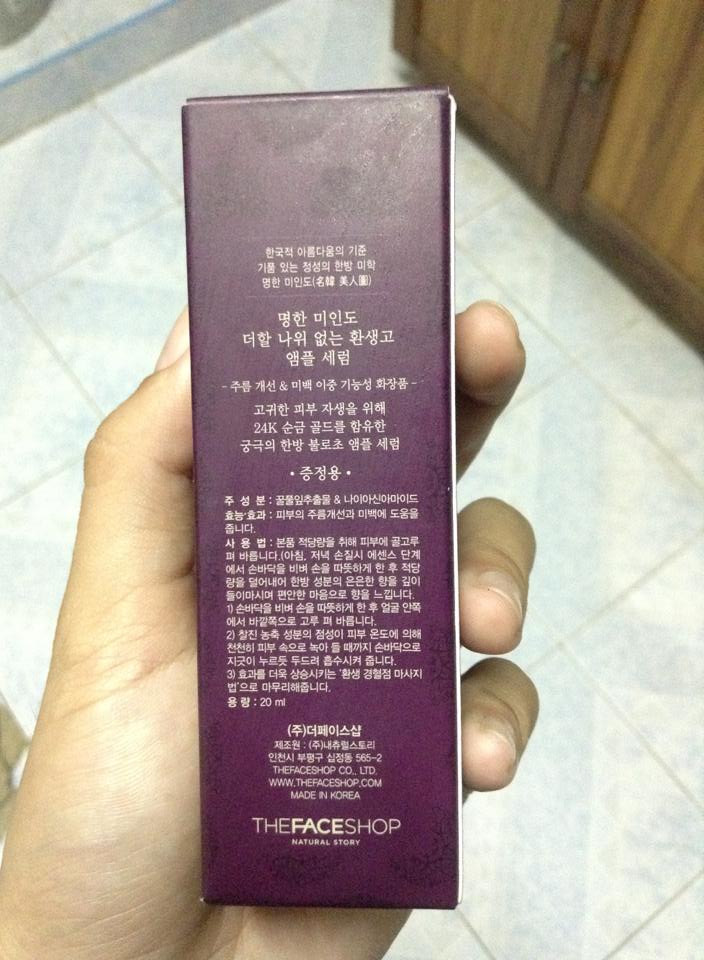 한국적 아름다움의 기준
기품 있는 정성의 한방 미학
명한 미인도(名韓 美人圖)
명한 미인도
더할 나위 없는 환생고
앰플 세럼
- 주름 개선 & 미백 이중 기능성 화장품 -
고귀한 피부 자생을 위해
24K 순금 골드를 함유한
궁극의 한방 불로초 앰플 세럼
• 증정용 •
주 성 분 : 꿀풀잎추출물 & 나이아신아마이드
효능·효과 : 피부의 주름개선과 미백에 도움을
줍니다.
사 용 법 : 본품 적당량을 취해 피부에 골고루
펴 바릅니다.(아침, 저녁 손질시 에센스 단계
에서 손바닥을 비벼 손을 따뜻하게 한 후 적당
량을 덜어내어 한방 성분의 은은한 향을 깊이
들이마시며 편안한 마음으로 향을 느낍니다.
1) 손바닥을 비벼 손을 따뜻하게 한 후 얼굴 안쪽
에서 바깥쪽으로 고루 펴 바릅니다.
2) 찰진 농축 성분의 점성이 피부 온도에 의해
천천히 피부 속으로 녹아 들 때까지 손바닥으로
지긋이 누르듯 두드려 흡수시켜 줍니다.
3) 효과를 더욱 상승시키는 '환생 경혈점 마사지
법'으로 마무리해줍니다.
용 량 : 20 ml
(주)더페이스샵
제조원 : (주)내츄럴스토리
인천시 부평구 십정동 565-2
THEFACESHOP CO., LTD.
WWW.THEFACESHOP.COM
MADE IN KOREA
THEFACESHOP
NATURAL STORY